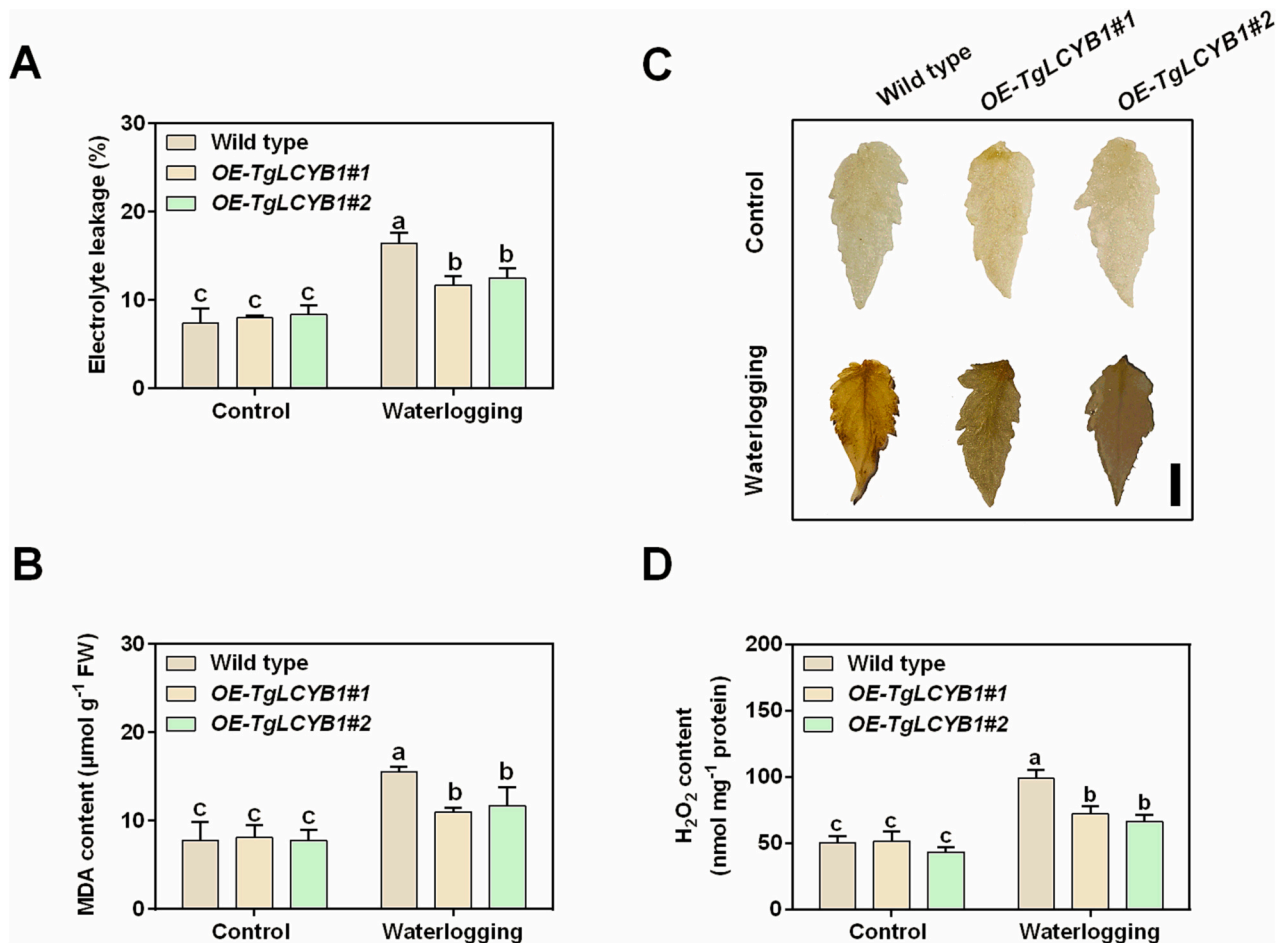 A
Electrolyte leakage (%)
30
20
10
0
Wild type
OE-TgLCYB1#1
OE-TgLCYB1#2
c
c
c
a
b
b
Control
Waterlogging
C
Wild type
OE-TgLCYB1#1
OE-TgLCYB1#2
Control
Waterlogging
B
MDA content (μmol g⁻¹ FW)
30
20
10
0
Wild type
OE-TgLCYB1#1
OE-TgLCYB1#2
c
c
c
a
b
b
Control
Waterlogging
D
H₂O₂ content
(nmol mg⁻¹ protein)
200
150
100
50
0
Wild type
OE-TgLCYB1#1
OE-TgLCYB1#2
c
c
c
a
b
b
Control
Waterlogging